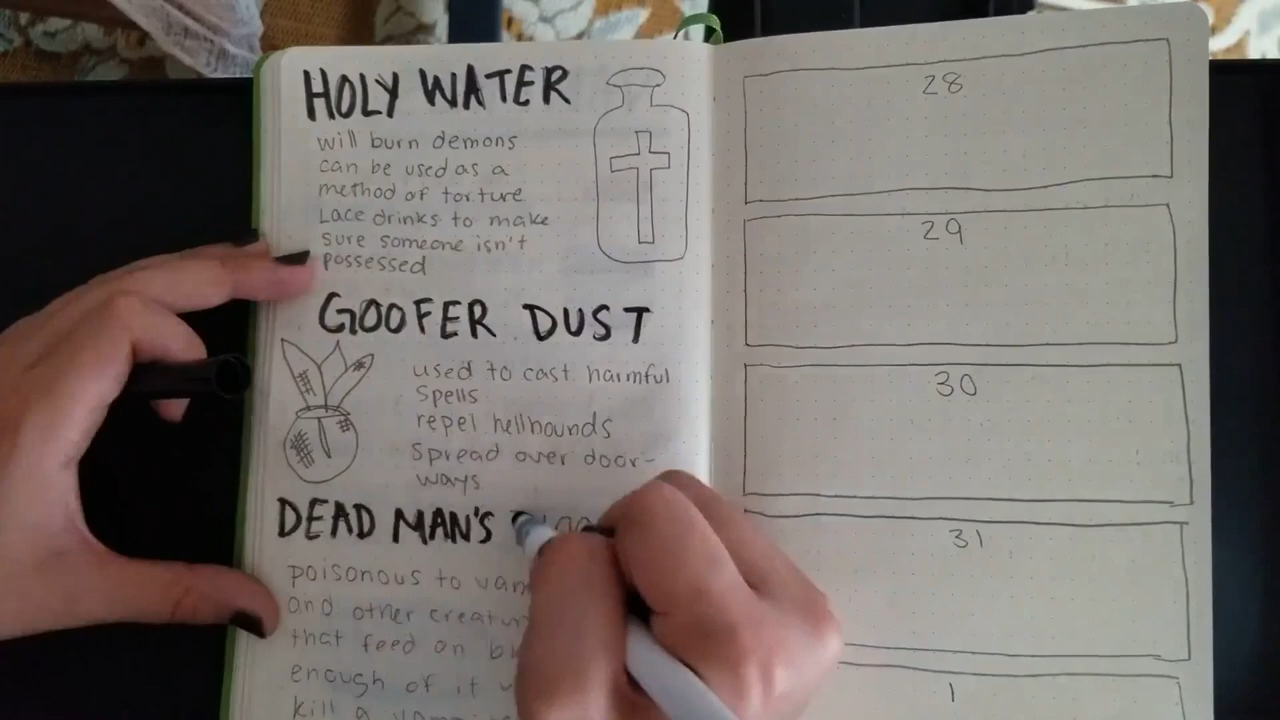 HOLY WATER
will burn demons
can be used as a
method of torture
Lace drinks to make
sure someone isn't
possessed
GOOFER DUST
used to cast harmful
spells
repel hellhounds
spread over door-
ways
DEAD MAN'S
poisonous to
and other
that feed on
enough of it
kill a
28
29
30
31
1